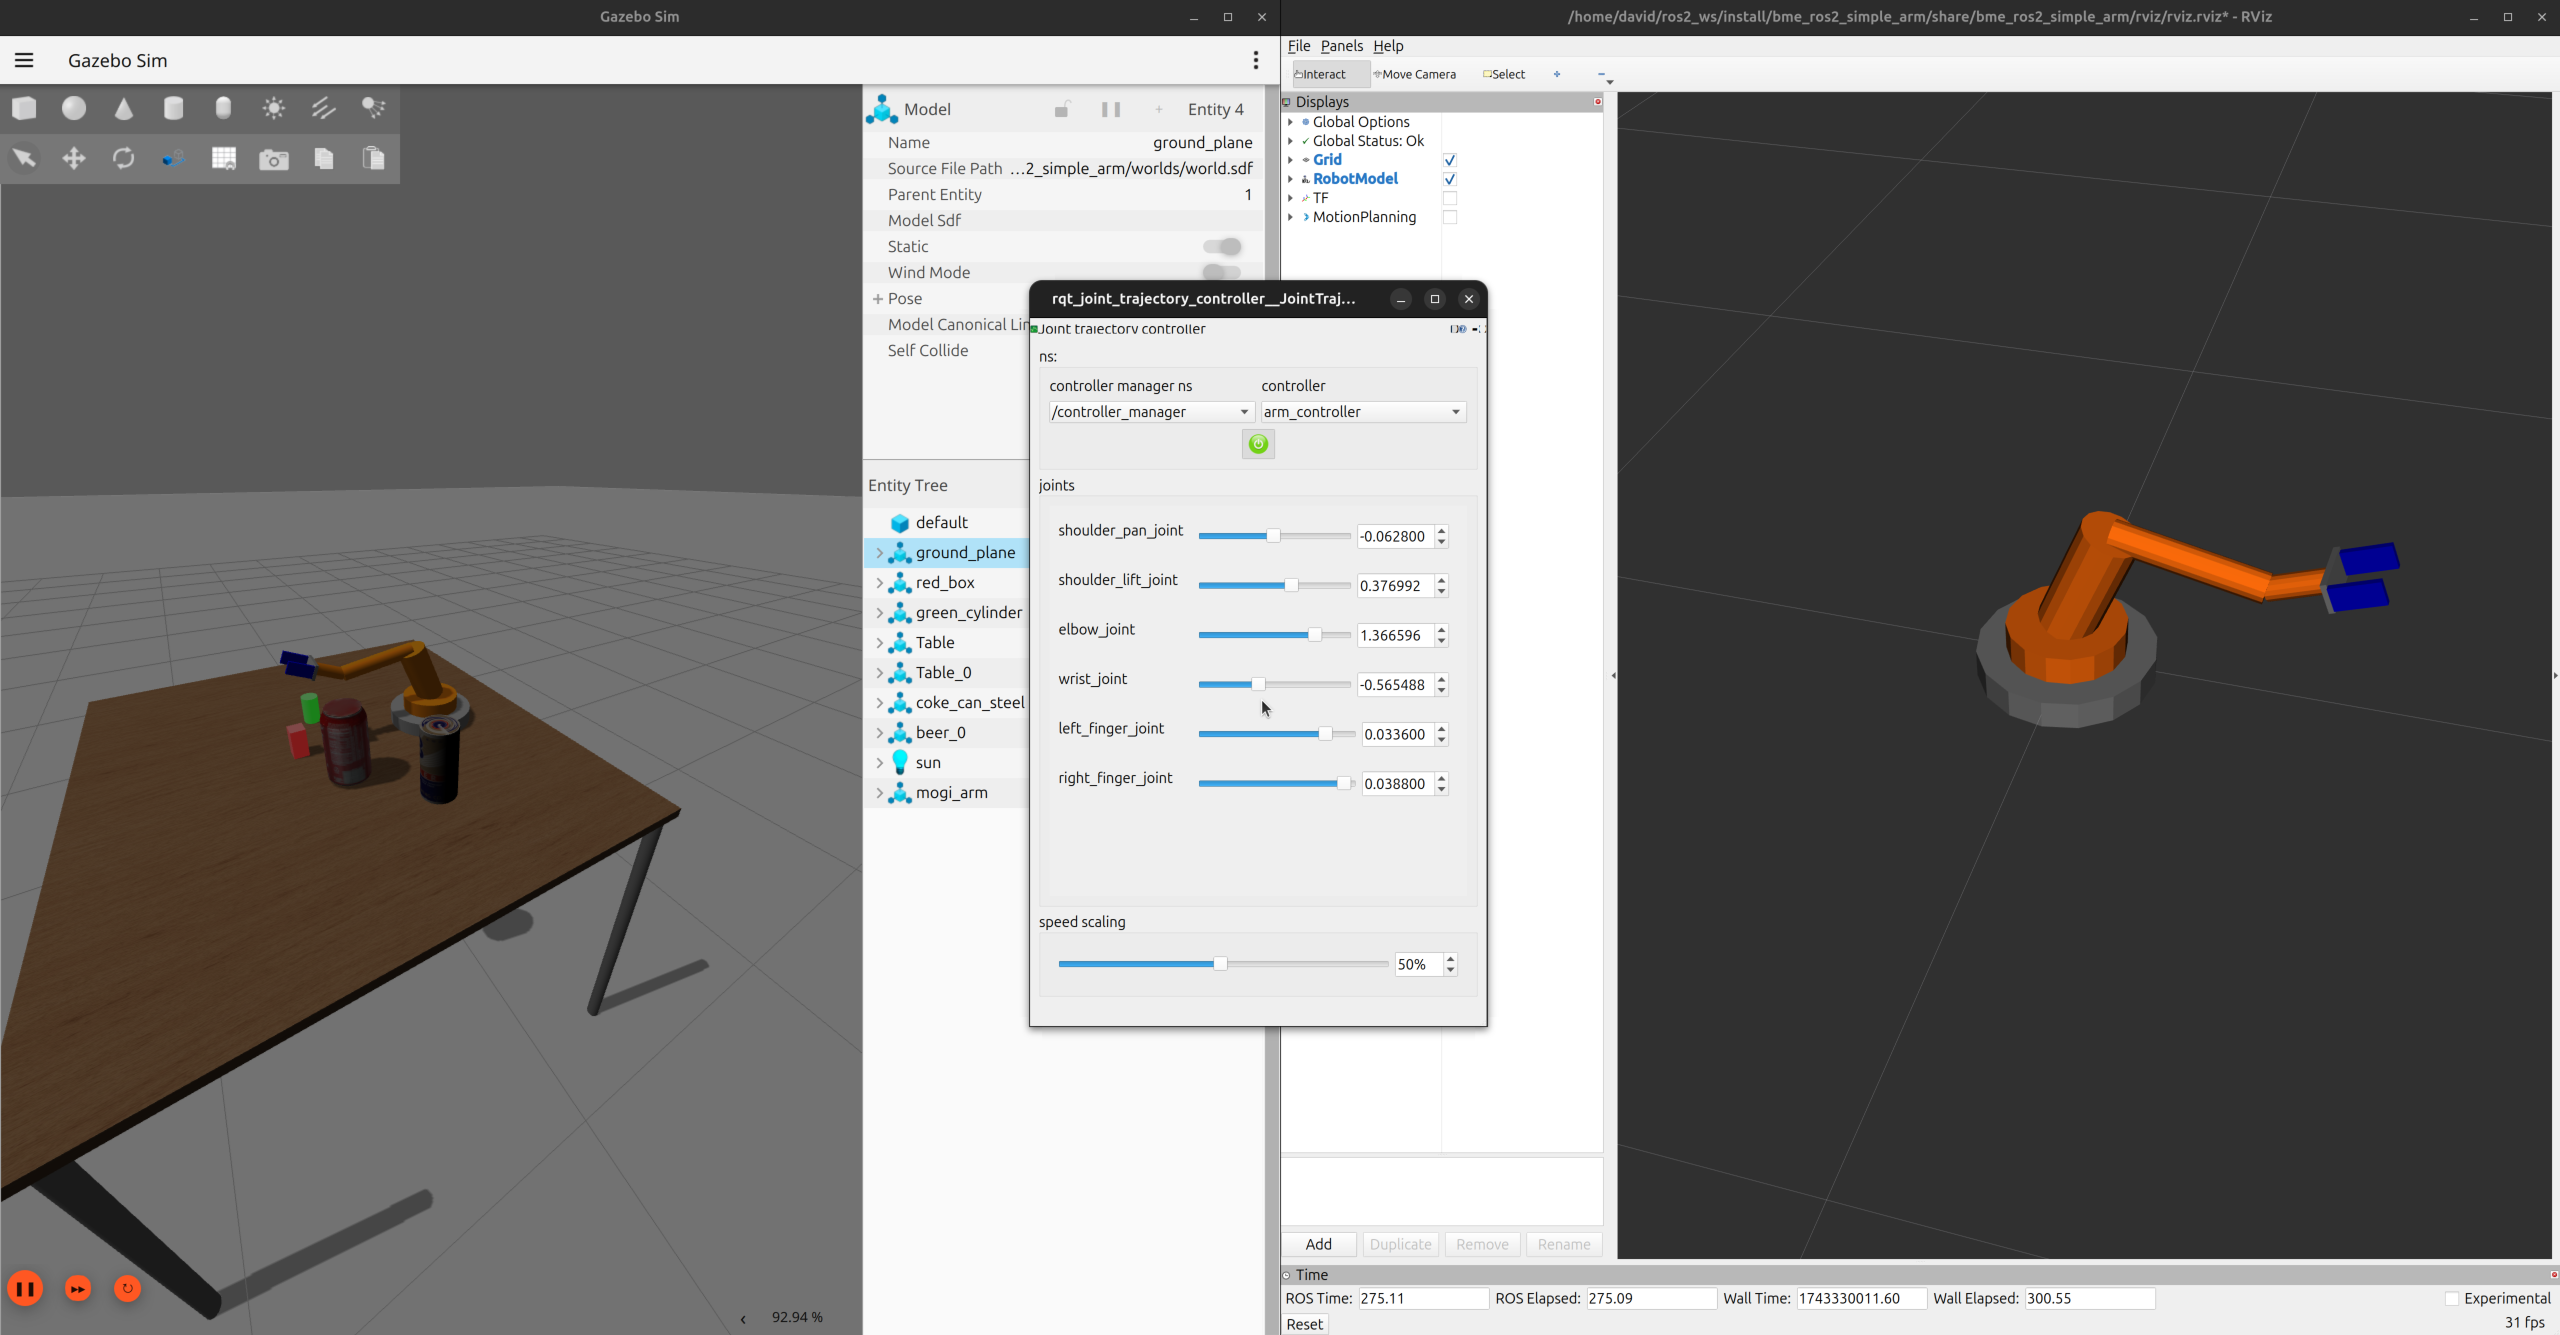 Gazebo Sim
/home/david/ros2_ws/install/bme_ros2_simple_arm/share/bme_ros2_simple_arm/rviz/rviz.rviz* - RViz
Gazebo Sim
File Panels Help
Interact Move Camera Select
Model Entity 4
Name ground_plane
Source File Path ...2_simple_arm/worlds/world.sdf
Parent Entity 1
Model Sdf
Static
Wind Mode
Pose
Model Canonical Lin
Self Collide
Displays
Global Options
Global Status: Ok
Grid
RobotModel
TF
MotionPlanning
Entity Tree
default
ground_plane
red_box
green_cylinder
Table
Table_0
coke_can_steel
beer_0
sun
mogi_arm
rqt_joint_trajectory_controller__JointTraj...
Joint trajectory controller
ns:
controller manager ns controller
/controller_manager arm_controller
joints
shoulder_pan_joint -0.062800
shoulder_lift_joint 0.376992
elbow_joint 1.366596
wrist_joint -0.565488
left_finger_joint 0.033600
right_finger_joint 0.038800
speed scaling
50%
92.94 %
Add Duplicate Remove Rename
Time
ROS Time: 275.11 ROS Elapsed: 275.09 Wall Time: 1743330011.60 Wall Elapsed: 300.55 Experimental
Reset 31 fps